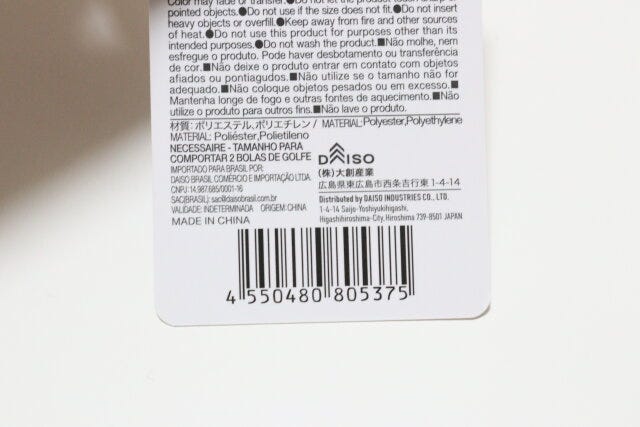 Color may fade or transfer.●Do not let the product touch sharp or
pointed objects.●Do not use if the size does not fit.●Do not insert
heavy objects or overfill.●Keep away from fire and other sources
of heat.●Do not use this product for purposes other than its
intended purposes.●Do not wash the product.■Não molhe, nem
esfregue o produto. Pode haver desbotamento ou transferência
de cor.■Não deixe o produto entrar em contato com objetos
afiados ou pontiagudos.■Não utilize se o tamanho não for
adequado.■Não coloque objetos pesados ou em excesso.■
Mantenha longe de fogo e outras fontes de aquecimento.■Não
utilize o produto para outros fins.■Não lave o produto.
材質：ポリエステル、ポリエチレン/ MATERIAL:Polyester,Polyethylene
MATERIAL: Poliéster,Polietileno
NECESSAIRE - TAMANHO PARA
COMPORTAR 2 BOLAS DE GOLFE
IMPORTADO PARA BRASIL POR:
DAISO BRASIL COMÉRCIO E IMPORTAÇÃO LTDA.
CNPJ: 14.987.685/0001-16
SAC(BRASIL): sac@daisobrasil.com.br
VALIDADE: INDETERMINADA ORIGEM: CHINA
MADE IN CHINA
DAISO
(株)大創産業
広島県東広島市西条吉行東1-4-14
Distributed by DAISO INDUSTRIES CO., LTD.
1-4-14 Saijo-Yoshiyukihigashi,
Higashihiroshima-City, Hiroshima 739-8501 JAPAN
4 550480 805375